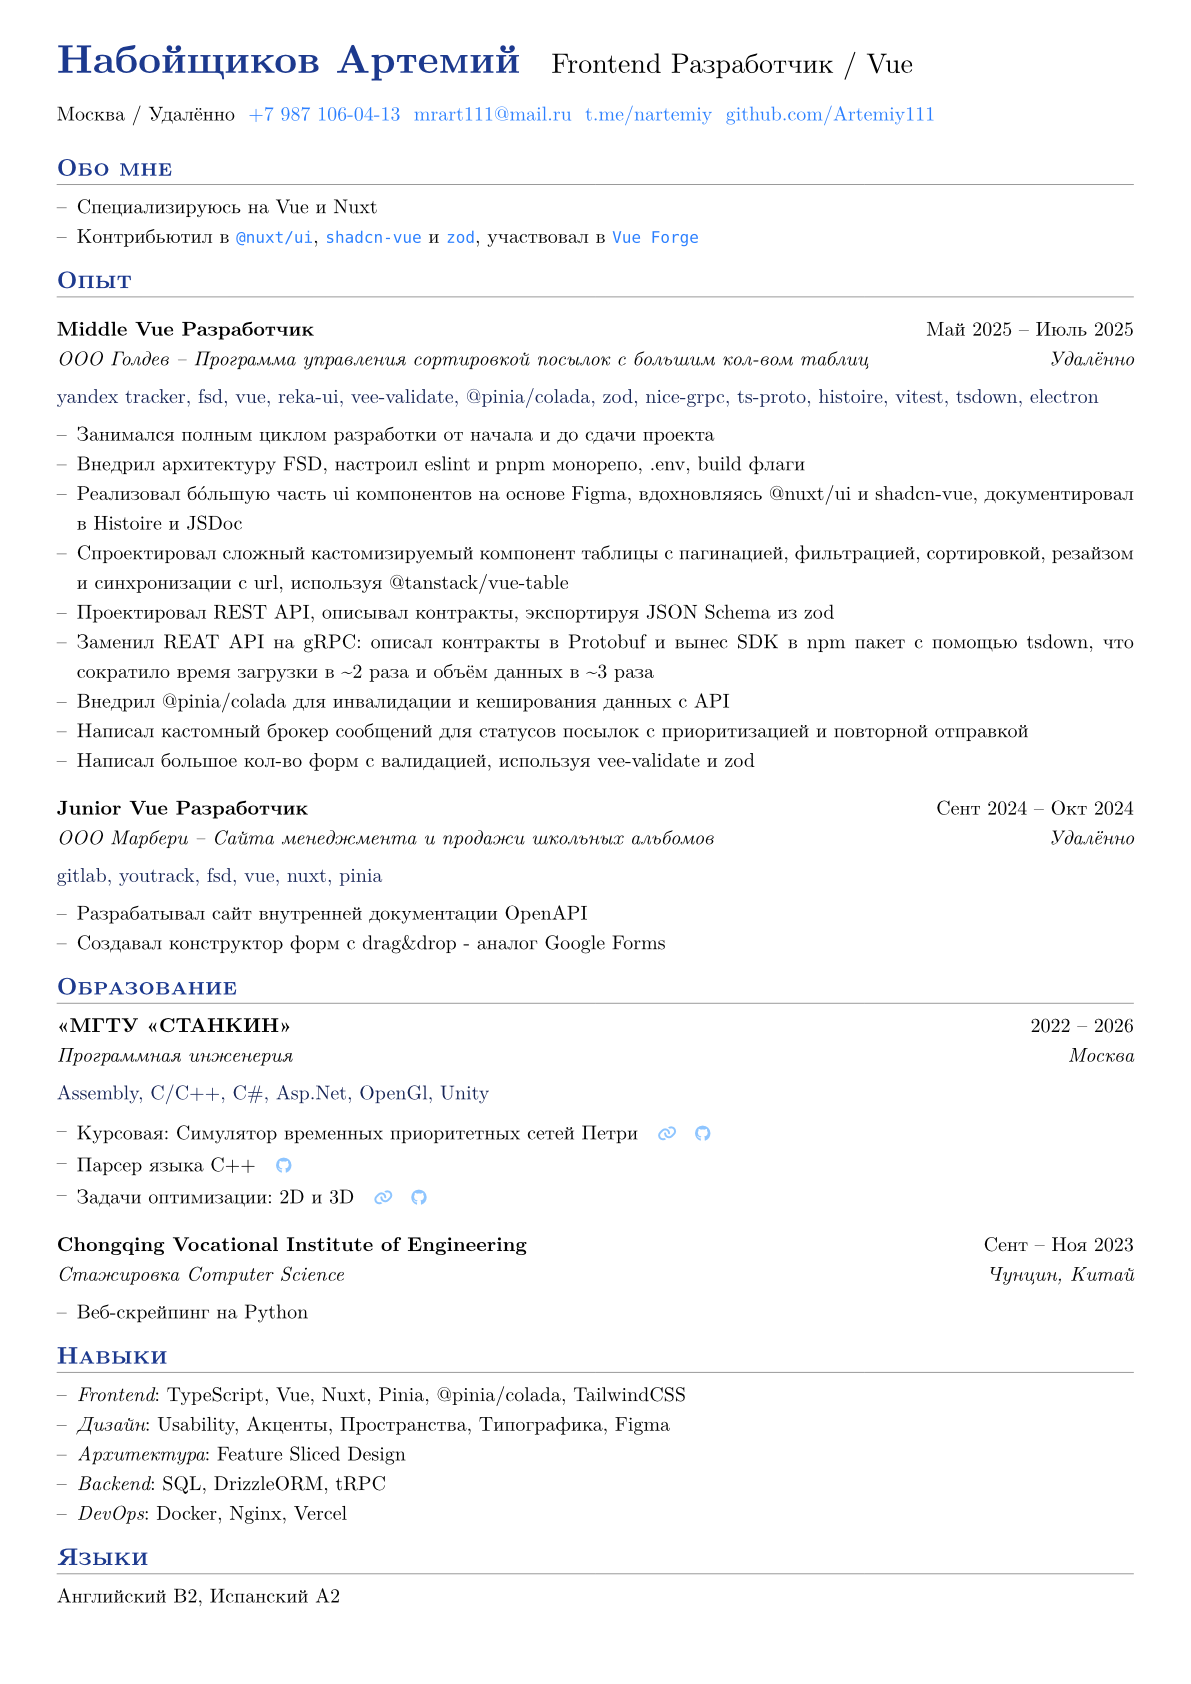 Набойщиков Артемий Frontend Разработчик / Vue
Москва / Удалённо +7 987 106-04-13 mrart111@mail.ru t.me/nartemiy github.com/Artemiy111
Обо мне
– Специализируюсь на Vue и Nuxt
– Контрибьютил в @nuxt/ui, shadcn-vue и zod, участвовал в Vue Forge
Опыт
Middle Vue Разработчик Май 2025 – Июль 2025
ООО Голдев – Программа управления сортировкой посылок с большим кол-вом таблиц Удалённо
yandex tracker, fsd, vue, reka-ui, vee-validate, @pinia/colada, zod, nice-grpc, ts-proto, histoire, vitest, tsdown, electron
– Занимался полным циклом разработки от начала и до сдачи проекта
– Внедрил архитектуру FSD, настроил eslint и pnpm монорепо, .env, build флаги
– Реализовал бо́льшую часть ui компонентов на основе Figma, вдохновляясь @nuxt/ui и shadcn-vue, документировал
в Histoire и JSDoc
– Спроектировал сложный кастомизируемый компонент таблицы с пагинацией, фильтрацией, сортировкой, резайзом
и синхронизации с url, используя @tanstack/vue-table
– Проектировал REST API, описывал контракты, экспортируя JSON Schema из zod
– Заменил REAT API на gRPC: описал контракты в Protobuf и вынес SDK в npm пакет с помощью tsdown, что
сократило время загрузки в ~2 раза и объём данных в ~3 раза
– Внедрил @pinia/colada для инвалидации и кеширования данных с API
– Написал кастомный брокер сообщений для статусов посылок с приоритизацией и повторной отправкой
– Написал большое кол-во форм с валидацией, используя vee-validate и zod
Junior Vue Разработчик Сент 2024 – Окт 2024
ООО Марбери – Сайта менеджмента и продажи школьных альбомов Удалённо
gitlab, youtrack, fsd, vue, nuxt, pinia
– Разрабатывал сайт внутренней документации OpenAPI
– Создавал конструктор форм с drag&drop - аналог Google Forms
Образование
«МГТУ «СТАНКИН» 2022 – 2026
Программная инженерия Москва
Assembly, C/C++, C#, Asp.Net, OpenGl, Unity
– Курсовая: Симулятор временных приоритетных сетей Петри
– Парсер языка C++
– Задачи оптимизации: 2D и 3D
Chongqing Vocational Institute of Engineering Сент – Ноя 2023
Стажировка Computer Science Чунцин, Китай
– Веб-скрейпинг на Python
Навыки
– Frontend: TypeScript, Vue, Nuxt, Pinia, @pinia/colada, TailwindCSS
– Дизайн: Usability, Акценты, Пространства, Типографика, Figma
– Архитектура: Feature Sliced Design
– Backend: SQL, DrizzleORM, tRPC
– DevOps: Docker, Nginx, Vercel
Языки
Английский B2, Испанский A2